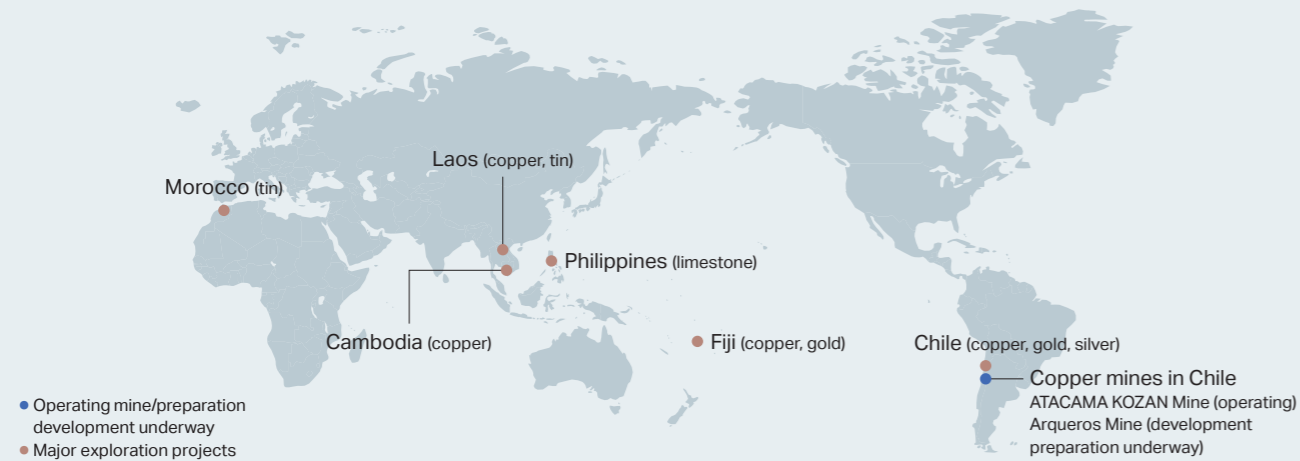 Laos (copper, tin)
Morocco (tin)
Philippines (limestone)
Cambodia (copper)
Fiji (copper, gold)
Chile (copper, gold, silver)
Copper mines in Chile
ATACAMA KOZAN Mine (operating)
Arqueros Mine (development
preparation underway)
Operating mine/preparation
development underway
Major exploration projects